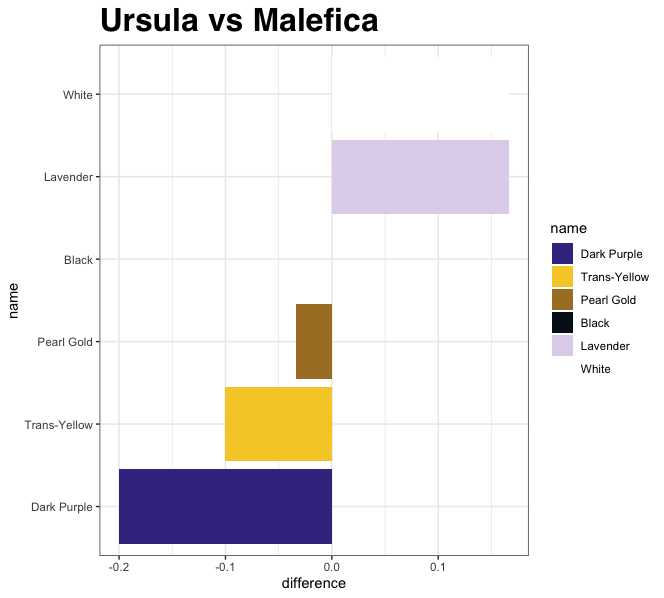 Ursula vs Malefica
White
Lavender
Black
Pearl Gold
Trans-Yellow
Dark Purple
name
-0.2
-0.1
0.0
0.1
difference
name
Dark Purple
Trans-Yellow
Pearl Gold
Black
Lavender
White